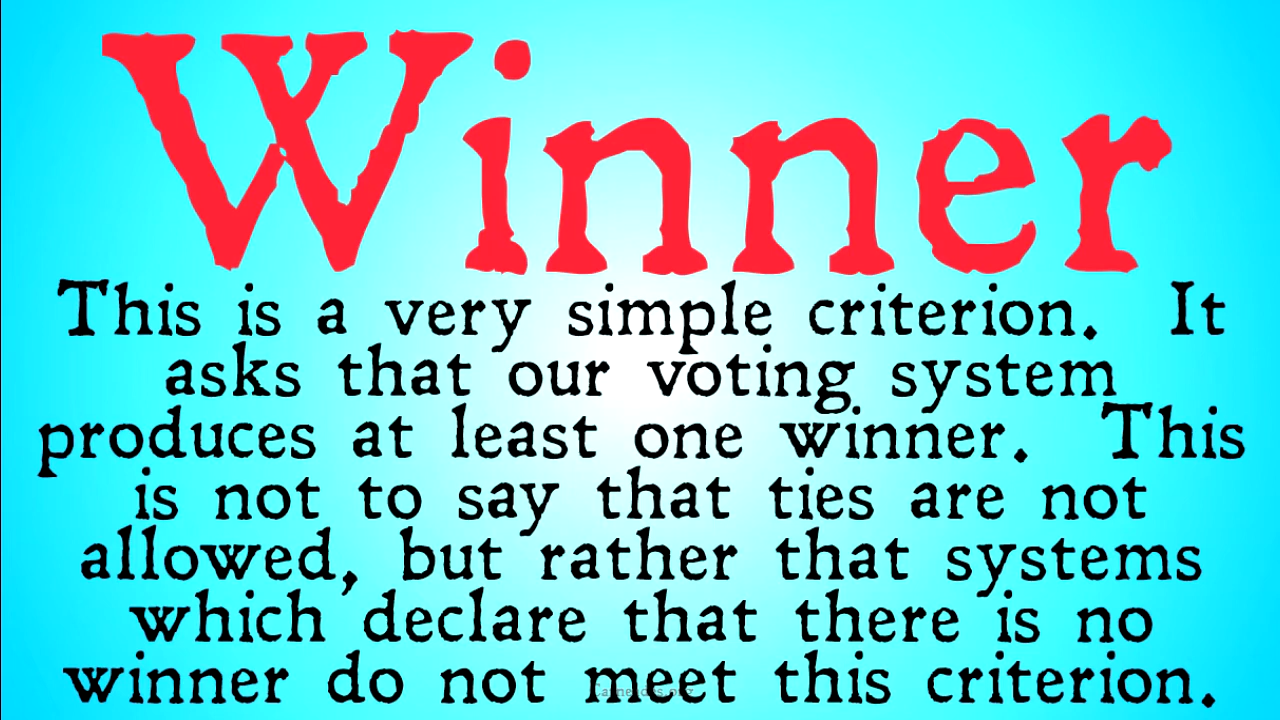 Winner
This is a very simple criterion. It
asks that our voting system
produces at least one winner. This
is not to say that ties are not
allowed, but rather that systems
which declare that there is no
winner do not meet this criterion.
Carneades.org